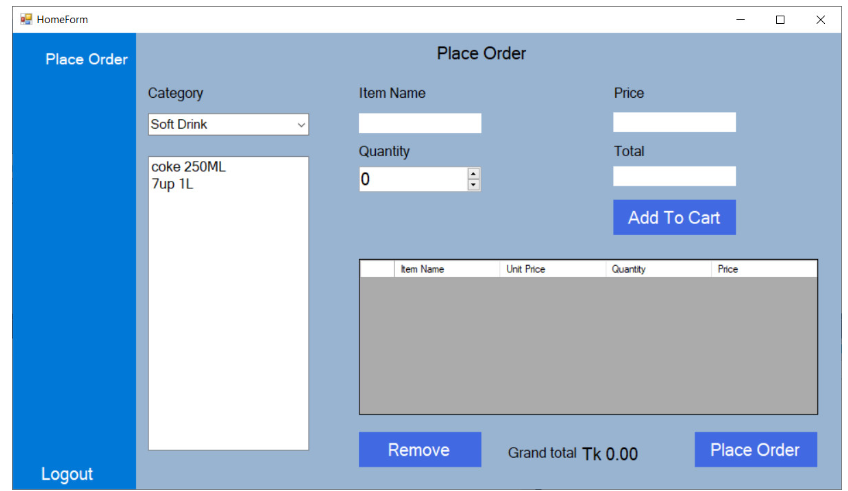 HomeForm
Place Order
Place Order
Category
Item Name
Price
Soft Drink
Quantity
Total
coke 250ML
7up 1L
0
Add To Cart
Item Name Unit Price Quantity Price
Remove
Grand total Tk 0.00
Place Order
Logout